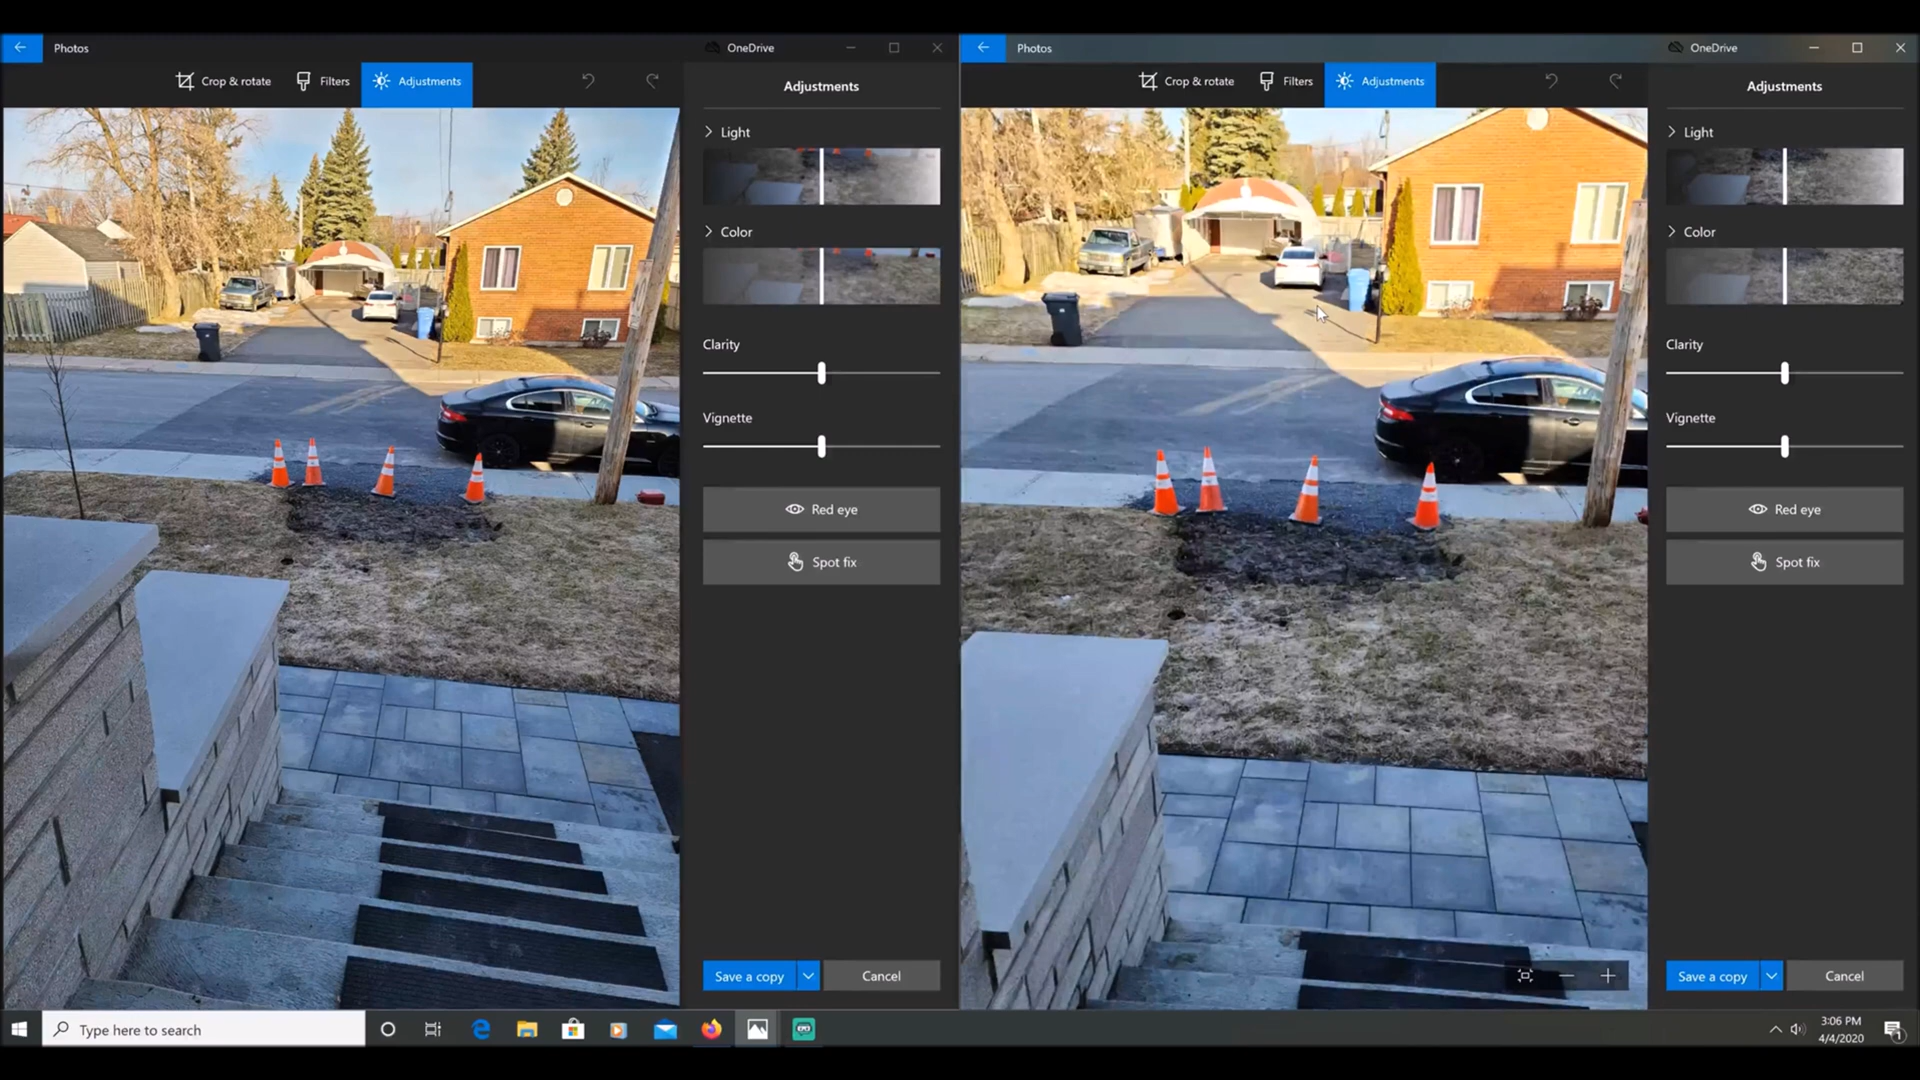 Photos
OneDrive
Crop & rotate
Filters
Adjustments
Adjustments
Light
Color
Clarity
Vignette
Red eye
Spot fix
Save a copy
Cancel
Photos
OneDrive
Crop & rotate
Filters
Adjustments
Adjustments
Light
Color
Clarity
Vignette
Red eye
Spot fix
Save a copy
Cancel
Type here to search
3:06 PM
4/4/2020
1